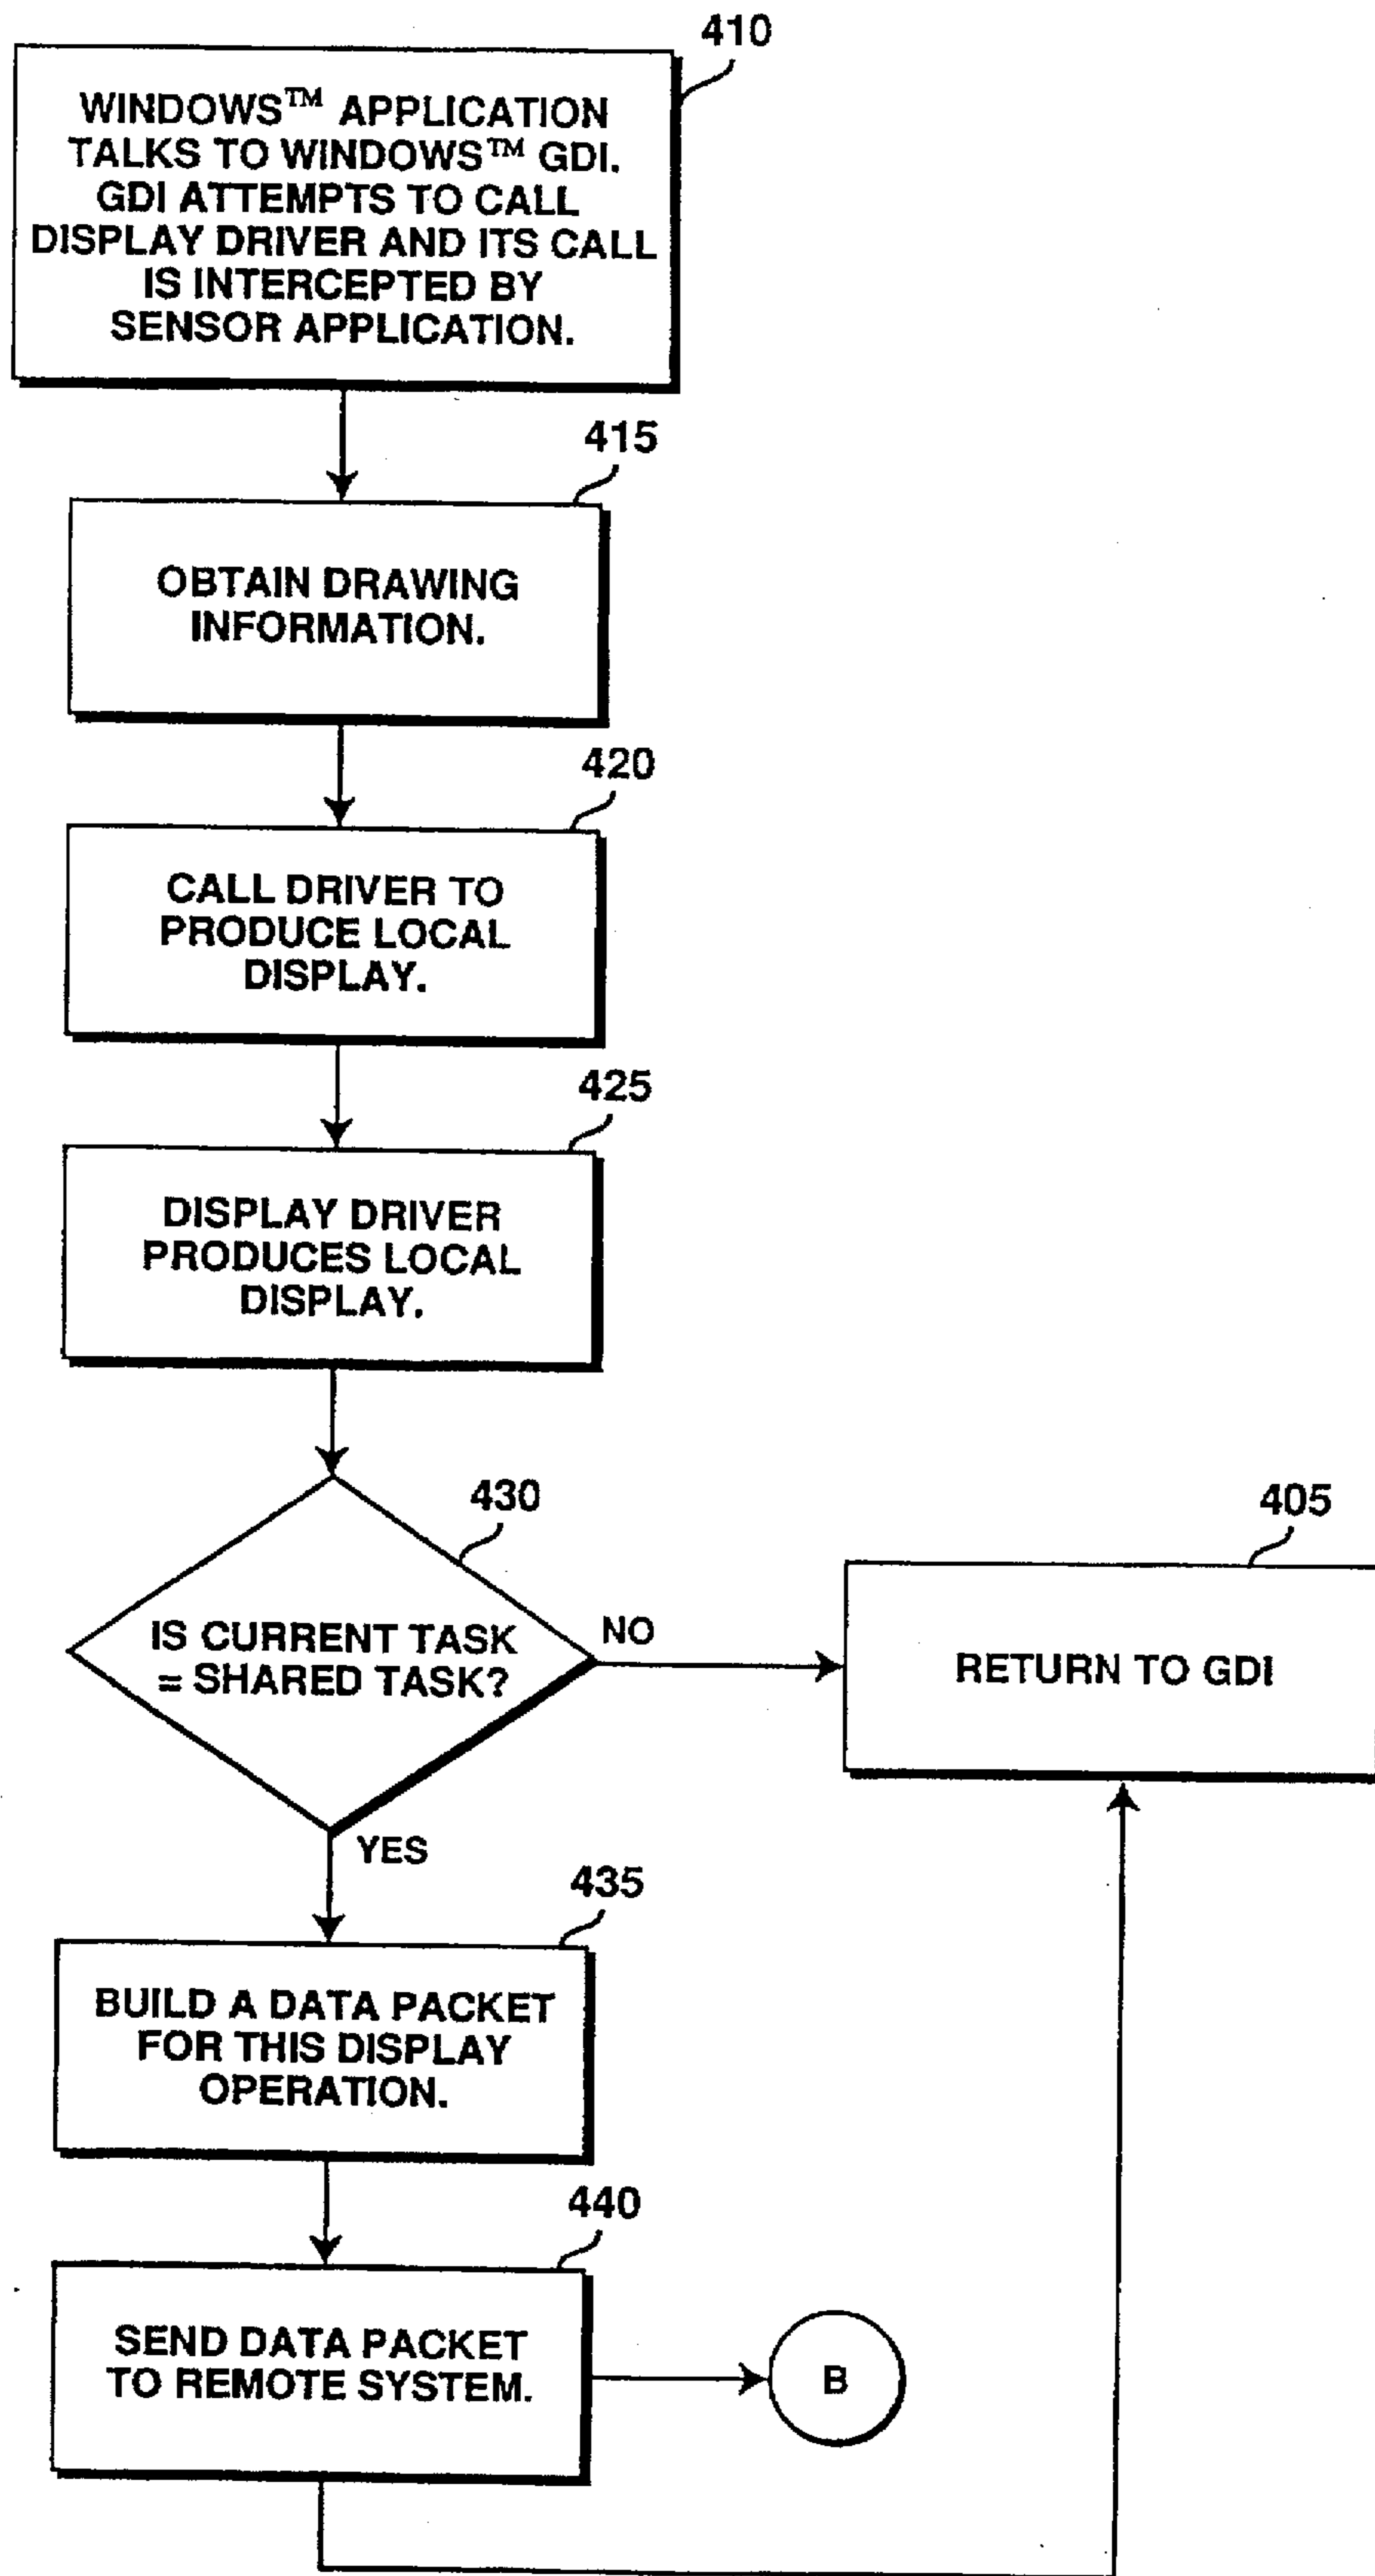 410
WINDOWS™ APPLICATION
TALKS TO WINDOWS™ GDI.
GDI ATTEMPTS TO CALL
DISPLAY DRIVER AND ITS CALL
IS INTERCEPTED BY
SENSOR APPLICATION.
415
OBTAIN DRAWING
INFORMATION.
420
CALL DRIVER TO
PRODUCE LOCAL
DISPLAY.
425
DISPLAY DRIVER
PRODUCES LOCAL
DISPLAY.
430
IS CURRENT TASK
= SHARED TASK?
NO
405
RETURN TO GDI
YES
435
BUILD A DATA PACKET
FOR THIS DISPLAY
OPERATION.
440
SEND DATA PACKET
TO REMOTE SYSTEM.
B